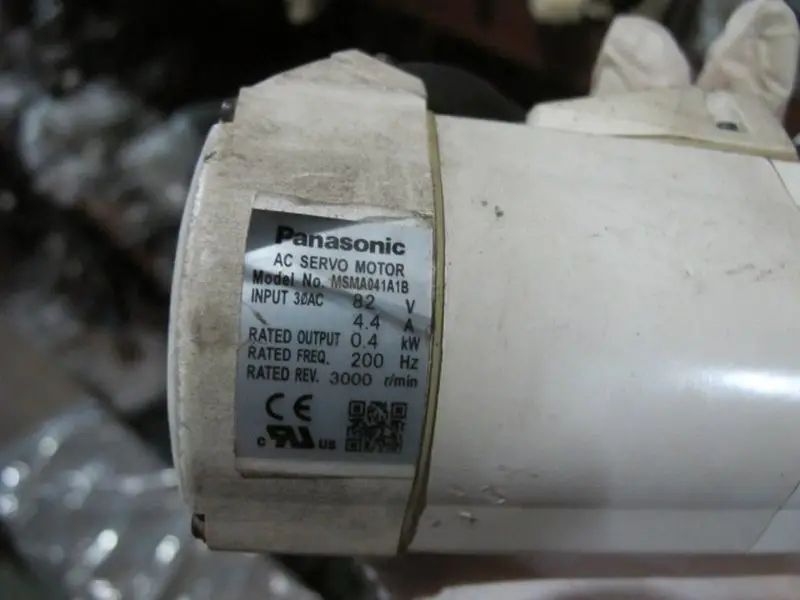 Panasonic
AC SERVO MOTOR
Model No. MSMA041A1B
INPUT 3ØAC 82 V
4.4 A
RATED OUTPUT 0.4 kW
RATED FREQ. 200 Hz
RATED REV. 3000 r/min
CE
c RU US